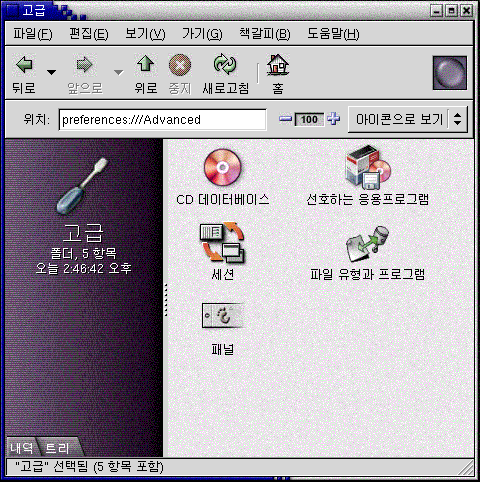 고급
파일(F) 편집(E) 보기(V) 가기(G) 책갈피(B) 도움말(H)
뒤로 앞으로 위로 중지 새로고침 홈
위치: preferences:///Advanced 100 아이콘으로 보기
CD 데이터베이스 선호하는 응용프로그램
고급
폴더, 5 항목
오늘 2:46:42 오후
세션 파일 유형과 프로그램
패널
내역 트리
"고급" 선택됨 (5 항목 포함)